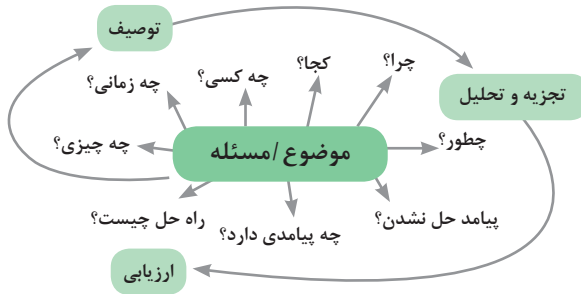 توصیف
چرا؟
کجا؟
چه کسی؟
چه زمانی؟
تجزیه و تحلیل
چطور؟
موضوع/مسئله
چه چیزی؟
پیامد حل نشدن؟
چه پیامدی دارد؟
راه حل چیست؟
ارزیابی